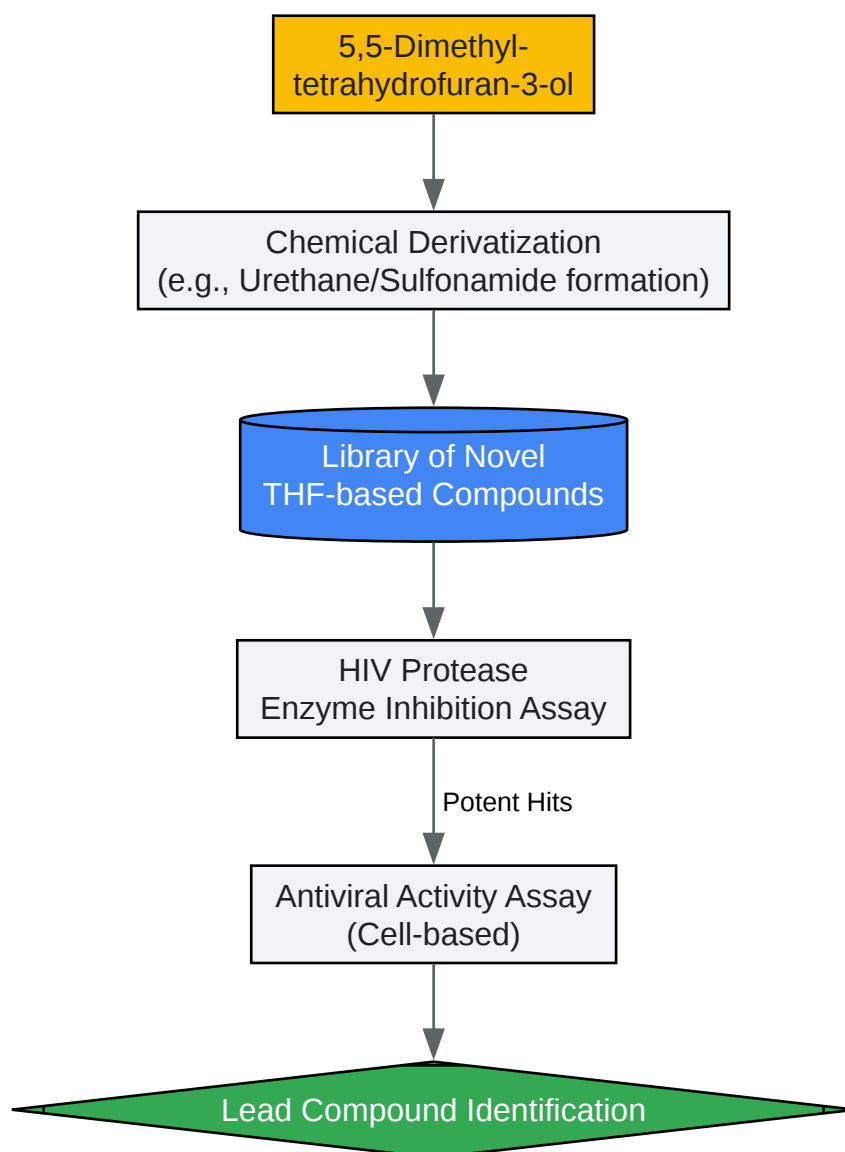 5,5-Dimethyl-
tetrahydrofuran-3-ol
Chemical Derivatization
(e.g., Urethane/Sulfonamide formation)
Library of Novel
THF-based Compounds
HIV Protease
Enzyme Inhibition Assay
Potent Hits
Antiviral Activity Assay
(Cell-based)
Lead Compound Identification